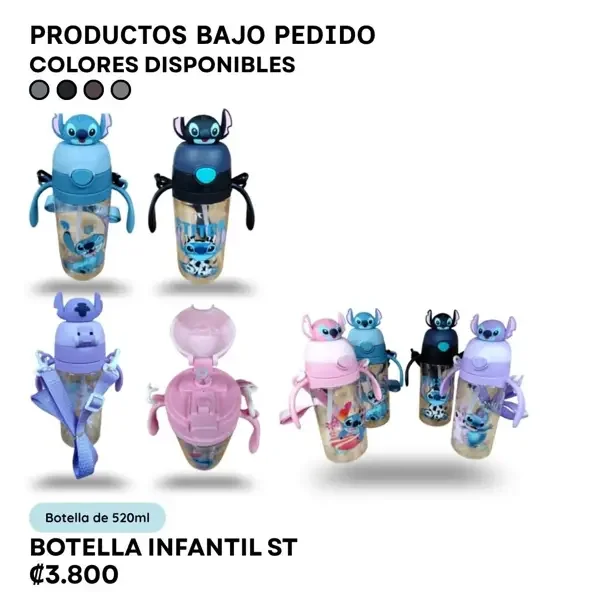 PRODUCTOS BAJO PEDIDO
COLORES DISPONIBLES
Botella de 520ml
BOTELLA INFANTIL ST
₡3.800